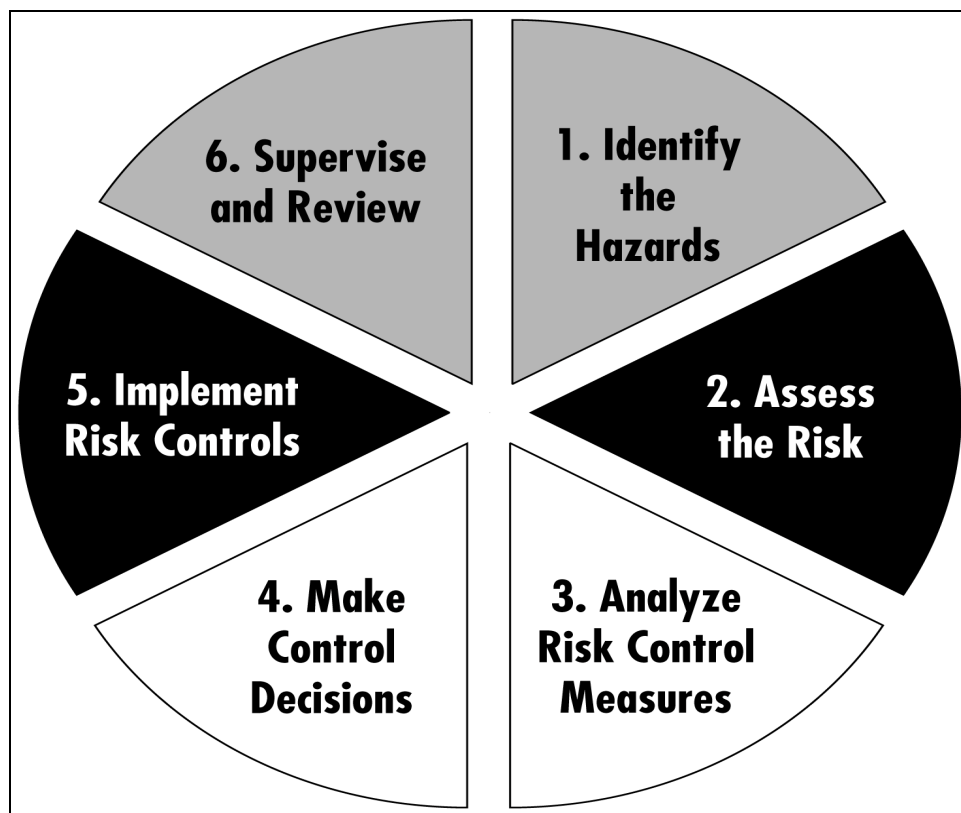 1. Identify
the
Hazards
2. Assess
the Risk
3. Analyze
Risk Control
Measures
4. Make
Control
Decisions
5. Implement
Risk Controls
6. Supervise
and Review